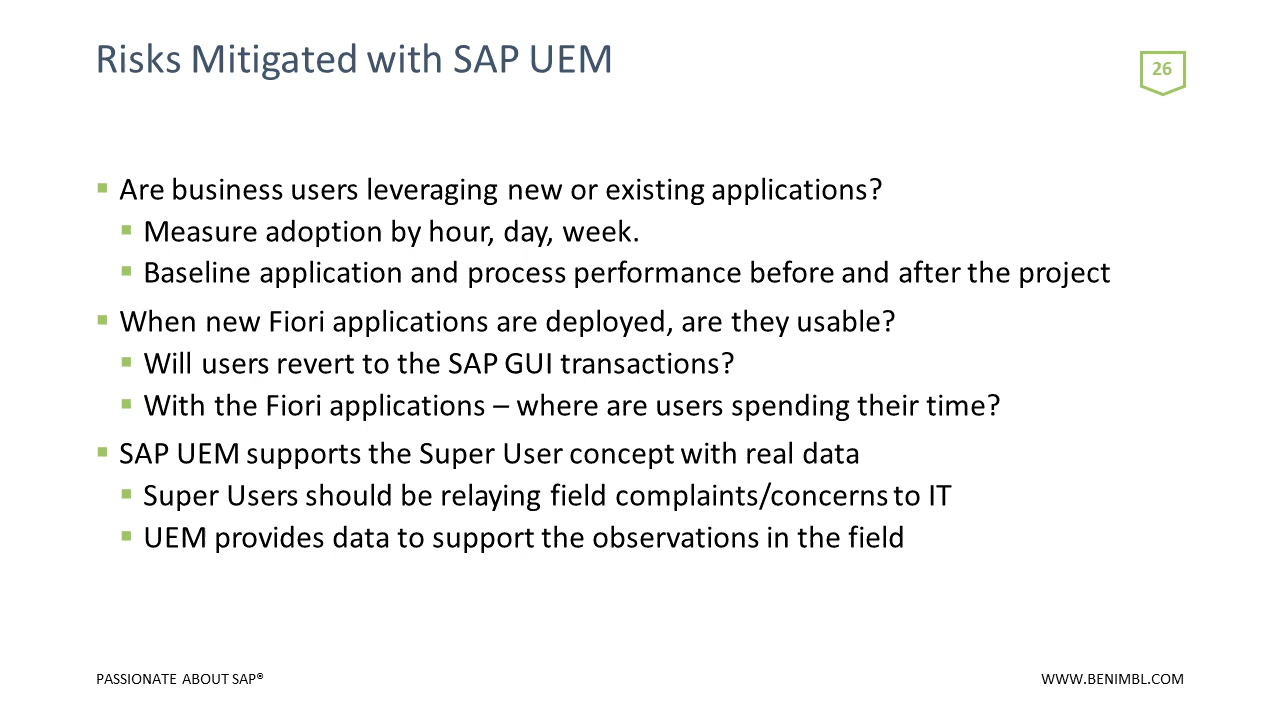 Risks Mitigated with SAP UEM
26
Are business users leveraging new or existing applications?
Measure adoption by hour, day, week.
Baseline application and process performance before and after the project
When new Fiori applications are deployed, are they usable?
Will users revert to the SAP GUI transactions?
With the Fiori applications – where are users spending their time?
SAP UEM supports the Super User concept with real data
Super Users should be relaying field complaints/concerns to IT
UEM provides data to support the observations in the field
PASSIONATE ABOUT SAP®
WWW.BENIMBL.COM